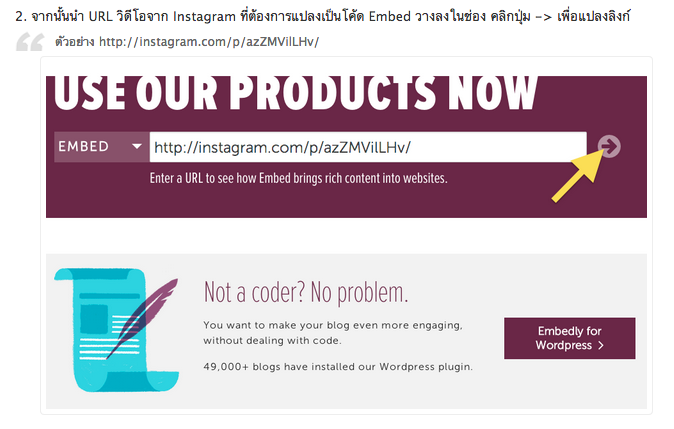 2. จากนั้นนำ URL วิดีโอจาก Instagram ที่ต้องการแปลงเป็นโค้ด Embed วางลงในช่อง คลิกปุ่ม –> เพื่อแปลงลิงก์
ตัวอย่าง http://instagram.com/p/azZMVilLHv/
USE OUR PRODUCTS NOW
EMBED http://instagram.com/p/azZMVilLHv/
Enter a URL to see how Embed brings rich content into websites.
Not a coder? No problem.
You want to make your blog even more engaging,
without dealing with code.
49,000+ blogs have installed our Wordpress plugin.
Embedly for
Wordpress >